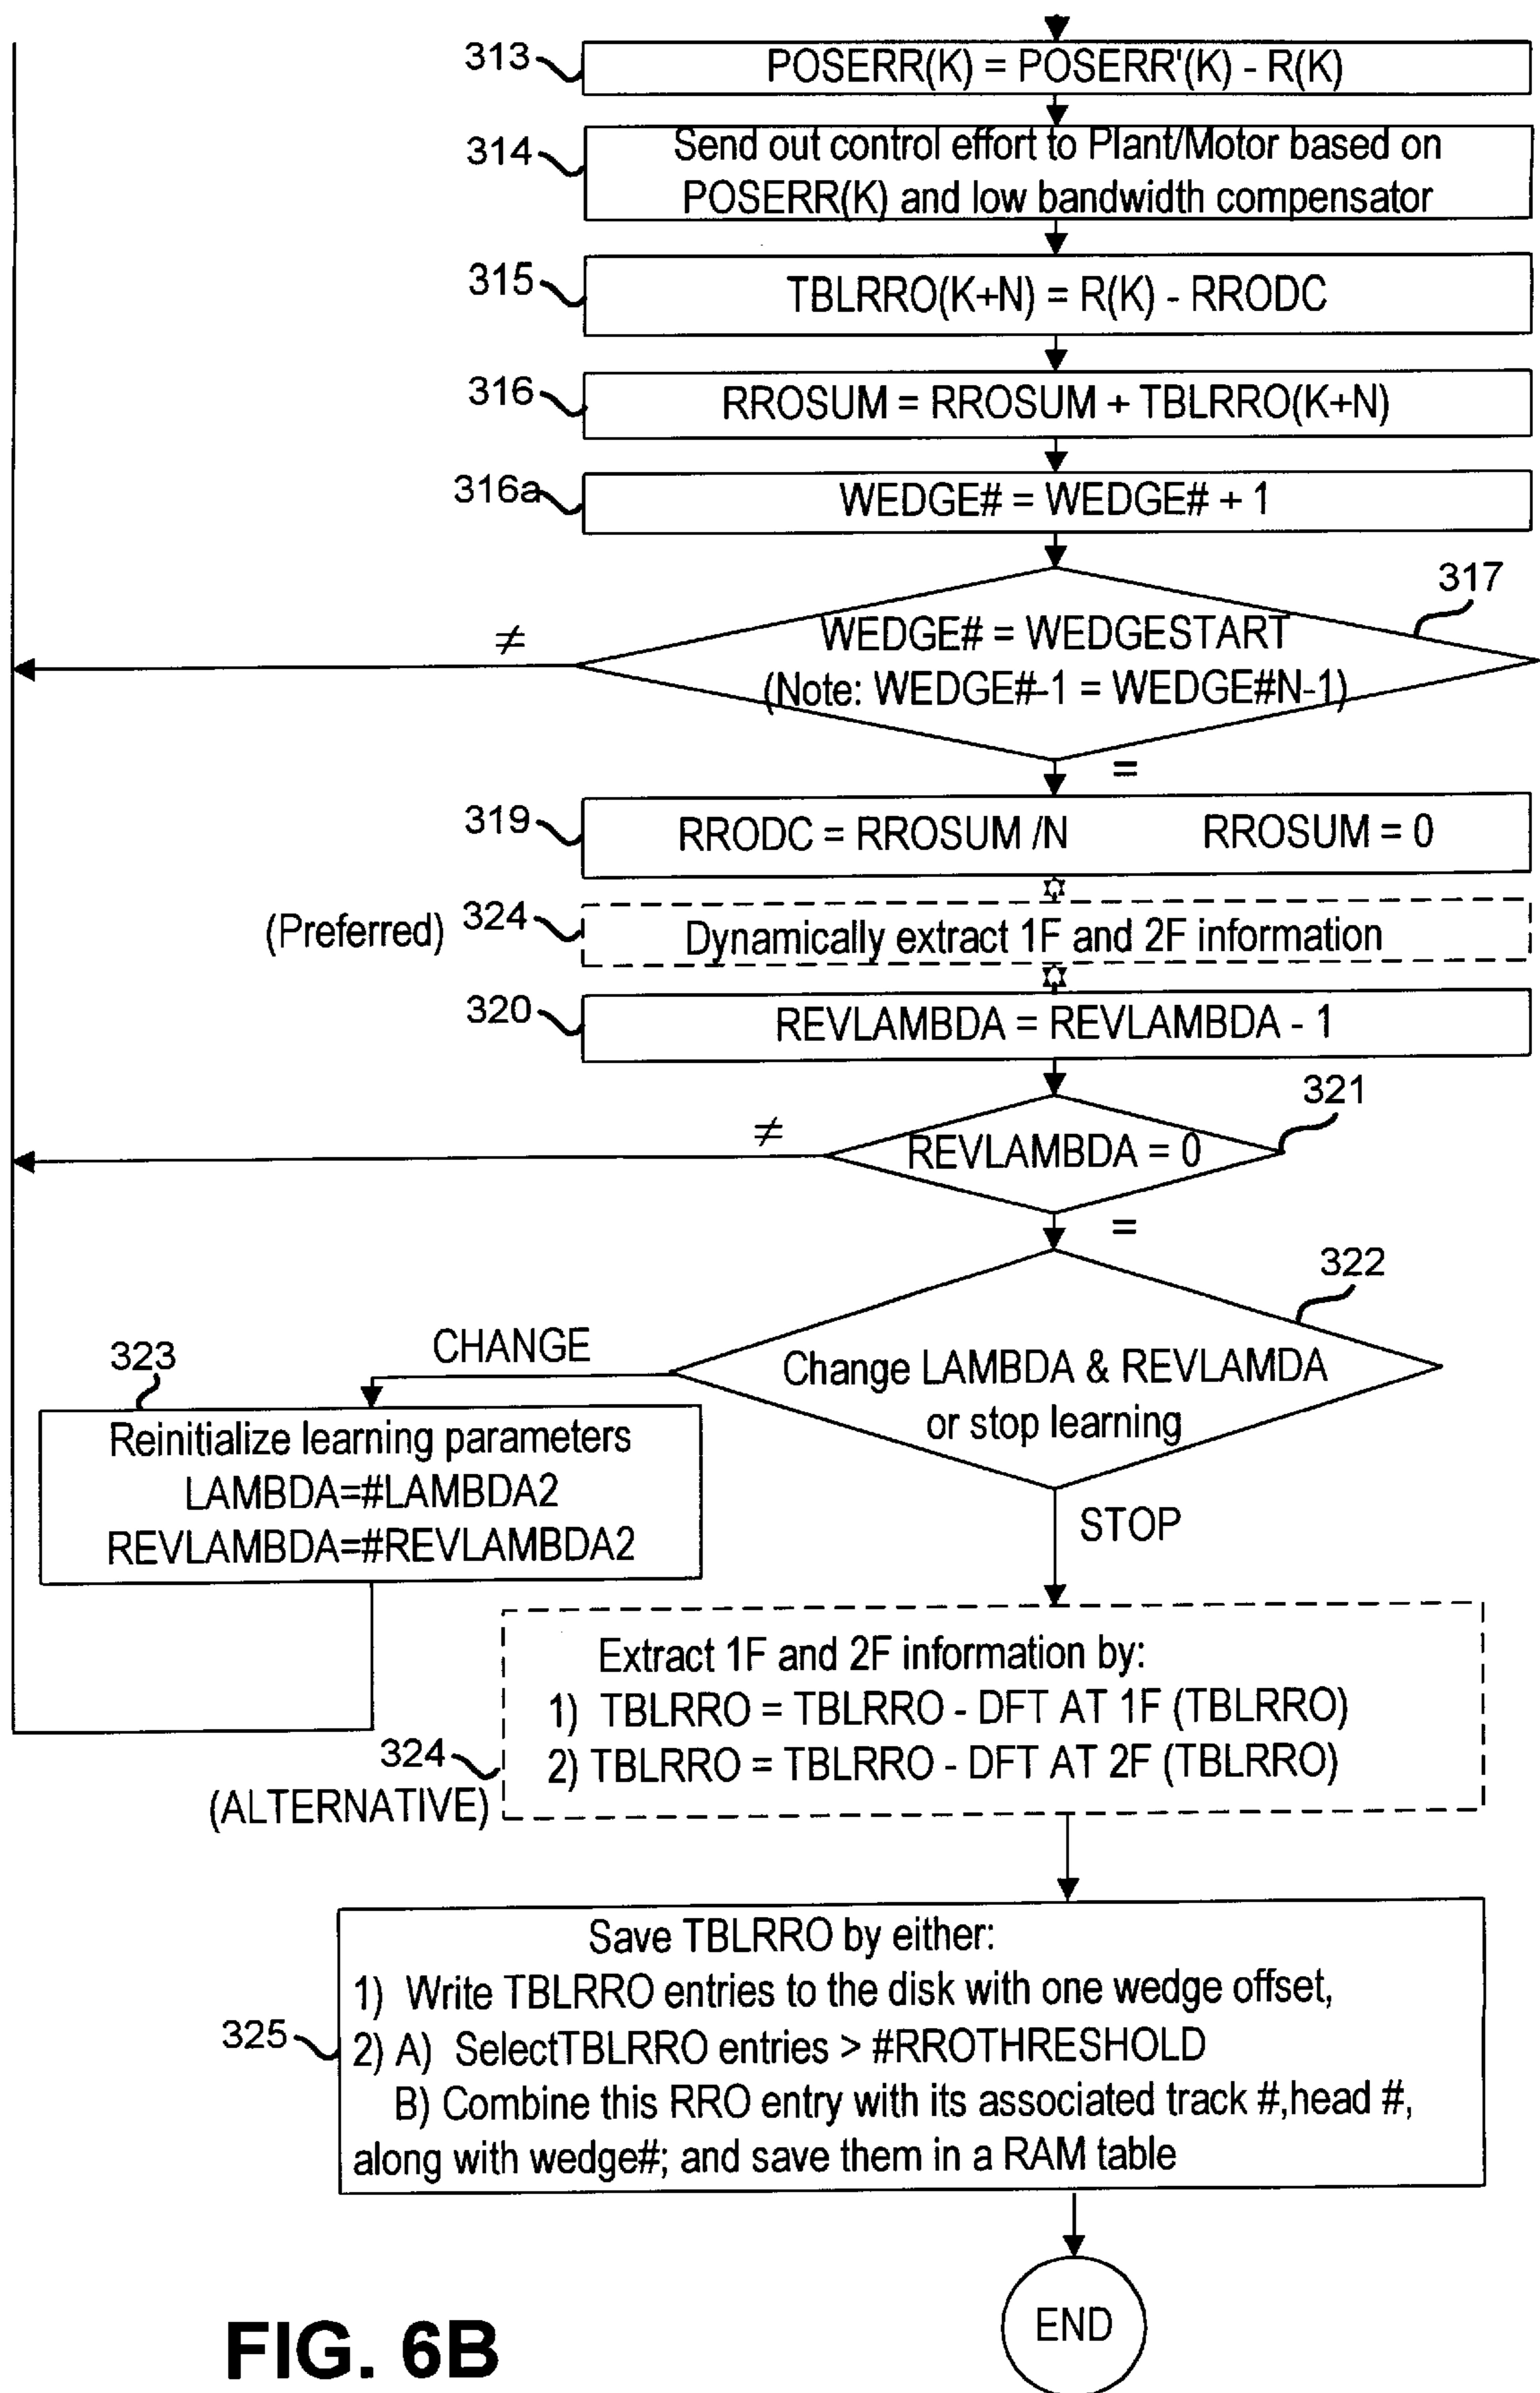 313
POSERR(K) = POSERR'(K) - R(K)
314
Send out control effort to Plant/Motor based on
POSERR(K) and low bandwidth compensator
315
TBLRRO(K+N) = R(K) - RRODC
316
RROSUM = RROSUM + TBLRRO(K+N)
316a
WEDGE# = WEDGE# + 1
317
≠
WEDGE# = WEDGESTART
(Note: WEDGE#-1 = WEDGE#N-1)
=
319
RRODC = RROSUM /N RROSUM = 0
(Preferred) 324
Dynamically extract 1F and 2F information
320
REVLAMBDA = REVLAMBDA - 1
321
≠
REVLAMBDA = 0
=
322
CHANGE
Change LAMBDA & REVLAMDA
or stop learning
323
Reinitialize learning parameters
LAMBDA=#LAMBDA2
REVLAMBDA=#REVLAMBDA2
STOP
Extract 1F and 2F information by:
1) TBLRRO = TBLRRO - DFT AT 1F (TBLRRO)
2) TBLRRO = TBLRRO - DFT AT 2F (TBLRRO)
324
(ALTERNATIVE)
Save TBLRRO by either:
1) Write TBLRRO entries to the disk with one wedge offset,
325
2) A) SelectTBLRRO entries > #RROTHRESHOLD
B) Combine this RRO entry with its associated track #,head #,
along with wedge#; and save them in a RAM table
END
FIG. 6B